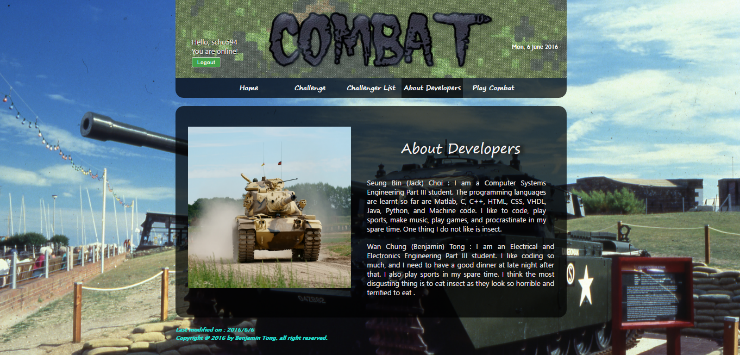 COMBAT
Hello, schu694
You are online!
Mon, 6 June 2016
Logout
Home Challenge Challenger List About Developers Play Combat
About Developers
Seung Bin (Jack) Choi : I am a Computer Systems
Engineering Part III student. The programming languages
are learnt so far are Matlab, C, C++, HTML, CSS, VHDL,
Java, Python, and Machine code. I like to code, play
sports, make music, play games, and procrastinate in my
spare time. One thing I do not like is insect.
Wan Chung (Benjamin) Tong : I am an Electrical and
Electronics Engineering Part III student. I like coding so
much, and I need to have a good dinner at late night after
that. I also play sports in my spare time. I think the most
disgusting thing is to eat insect as they look so horrible and
terrified to eat .
Last modified on : 2016/6/6
Copyright © 2016 by Benjamin Tong, all right reserved.